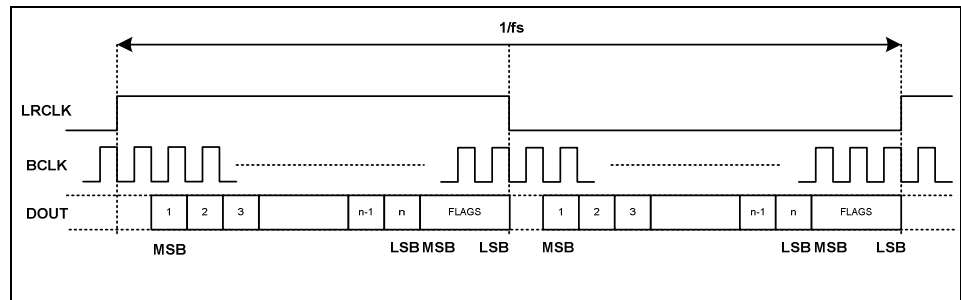 1/fs
LRCLK
BCLK
DOUT 1 2 3 n-1 n FLAGS 1 2 3 n-1 n FLAGS
MSB LSB MSB LSB MSB LSB MSB LSB